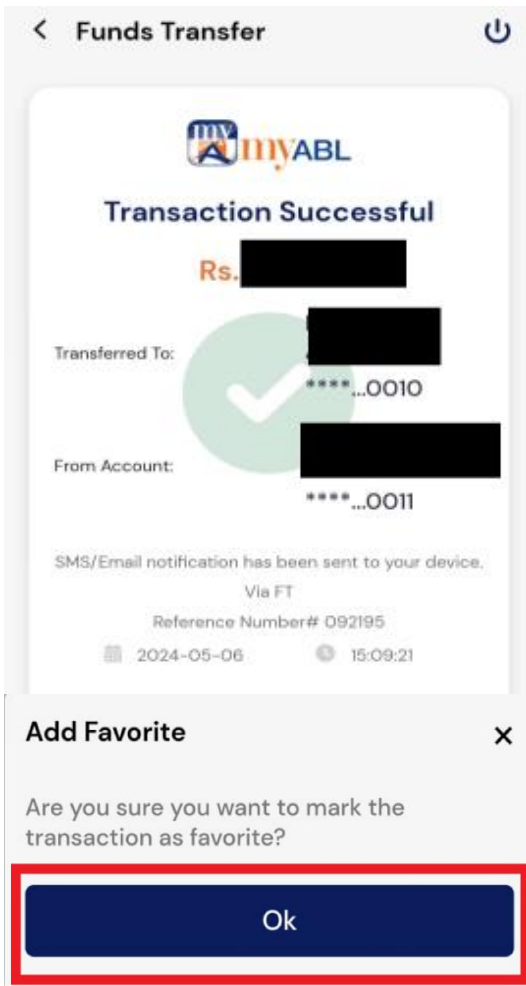 Funds Transfer
my myABL
Transaction Successful
Rs.
Transferred To:
****...0010
From Account:
****...0011
SMS/Email notification has been sent to your device.
Via FT
Reference Number# 092195
2024-05-06 15:09:21
Add Favorite
Are you sure you want to mark the
transaction as favorite?
Ok